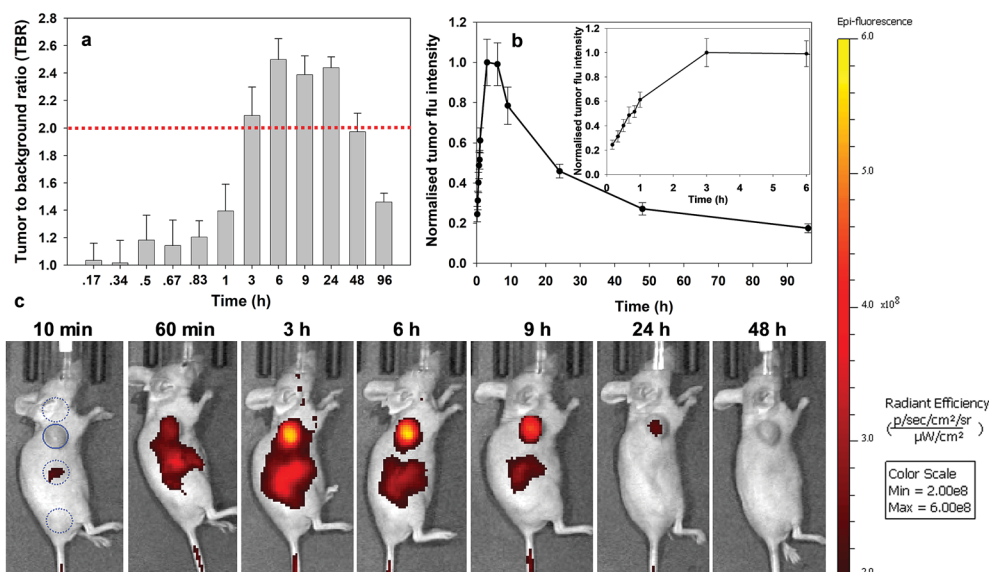 a
Tumor to background ratio (TBR)
2.8
2.6
2.4
2.2
2.0
1.8
1.6
1.4
1.2
1.0
.17 .34 .5 .67 .83 1 3 6 9 24 48 96
Time (h)
b
Normalised tumor flu intensity
1.2
1.0
0.8
0.6
0.4
0.2
0.0
0 10 20 30 40 50 60 70 80 90
Time (h)
Normalised tumor flu intensity
1.2
1.0
0.8
0.6
0.4
0.2
0.0
0 1 2 3 4 5 6
Time (h)
c
10 min 60 min 3 h 6 h 9 h 24 h 48 h
Epi-fluorescence
6.0
5.0
4.0 x10⁸
3.0
2.0
Radiant Efficiency
(p/sec/cm²/sr
µW/cm²)
Color Scale
Min = 2.00e8
Max = 6.00e8